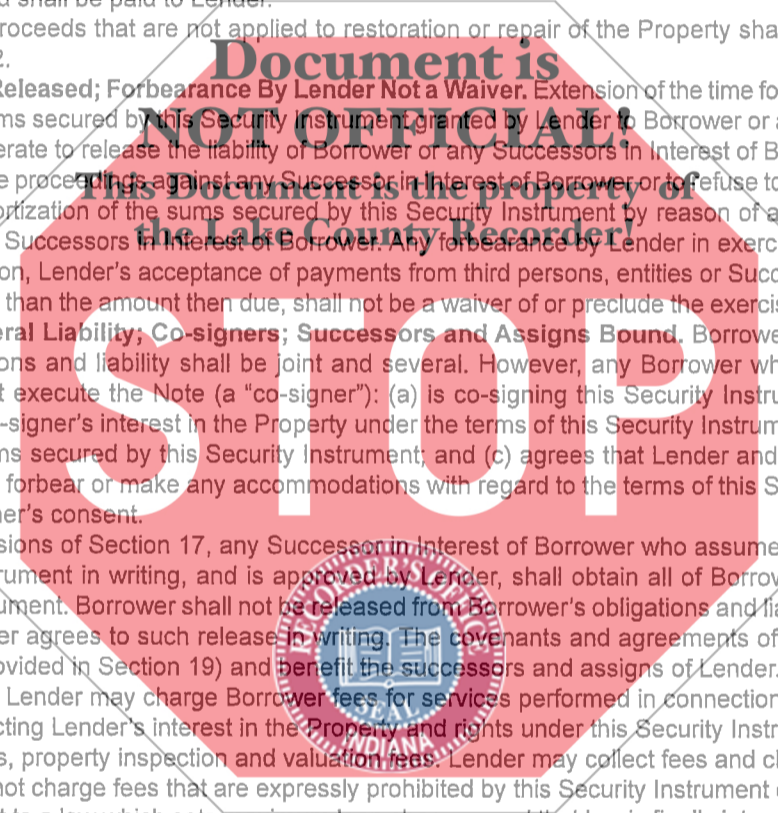 d shall be paid to Lender.
roceeds that are not applied to restoration or repair of the Property sha
2.
Released; Forbearance By Lender Not a Waiver. Extension of the time fo
ms secured by this Security Instrument granted by Lender to Borrower or a
erate to release the liability of Borrower or any Successors in Interest of B
e proceedings against any Successor in Interest of Borrower or to refuse to
ortization of the sums secured by this Security Instrument by reason of a
Successors in Interest of Borrower. Any forbearance by Lender in exerc
on, Lender's acceptance of payments from third persons, entities or Succ
than the amount then due, shall not be a waiver of or preclude the exercis
eral Liability; Co-signers; Successors and Assigns Bound. Borrowe
ons and liability shall be joint and several. However, any Borrower wh
t execute the Note (a "co-signer"): (a) is co-signing this Security Instru
-signer's interest in the Property under the terms of this Security Instrum
ms secured by this Security Instrument; and (c) agrees that Lender and
forbear or make any accommodations with regard to the terms of this S
er's consent.
sions of Section 17, any Successor in Interest of Borrower who assume
rument in writing, and is approved by Lender, shall obtain all of Borrow
ument. Borrower shall not be released from Borrower's obligations and lia
er agrees to such release in writing. The covenants and agreements of
ovided in Section 19) and benefit the successors and assigns of Lender.
Lender may charge Borrower fees for services performed in connection
cting Lender's interest in the Property and rights under this Security Instr
s, property inspection and valuation fees. Lender may collect fees and ch
not charge fees that are expressly prohibited by this Security Instrument
Document is
NOT OFFICIAL!
This Document is the property of
the Lake County Recorder!
STOP
RECORDER'S OFFICE
SEAL
INDIANA